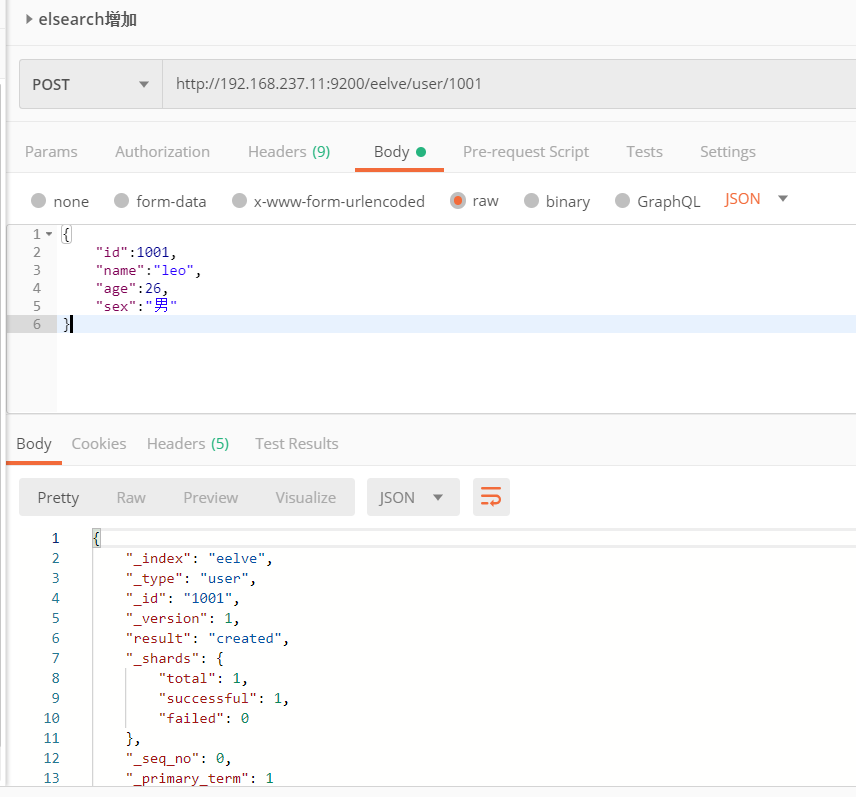 elsearch增加
POST http://192.168.237.11:9200/eelve/user/1001
Params Authorization Headers (9) Body Pre-request Script Tests Settings
none form-data x-www-form-urlencoded raw binary GraphQL JSON
1 {
2 "id":1001,
3 "name":"leo",
4 "age":26,
5 "sex":"男"
6 }
Body Cookies Headers (5) Test Results
Pretty Raw Preview Visualize JSON
1 {
2 "_index": "eelve",
3 "_type": "user",
4 "_id": "1001",
5 "_version": 1,
6 "result": "created",
7 "_shards": {
8 "total": 1,
9 "successful": 1,
10 "failed": 0
11 },
12 "_seq_no": 0,
13 "_primary_term": 1